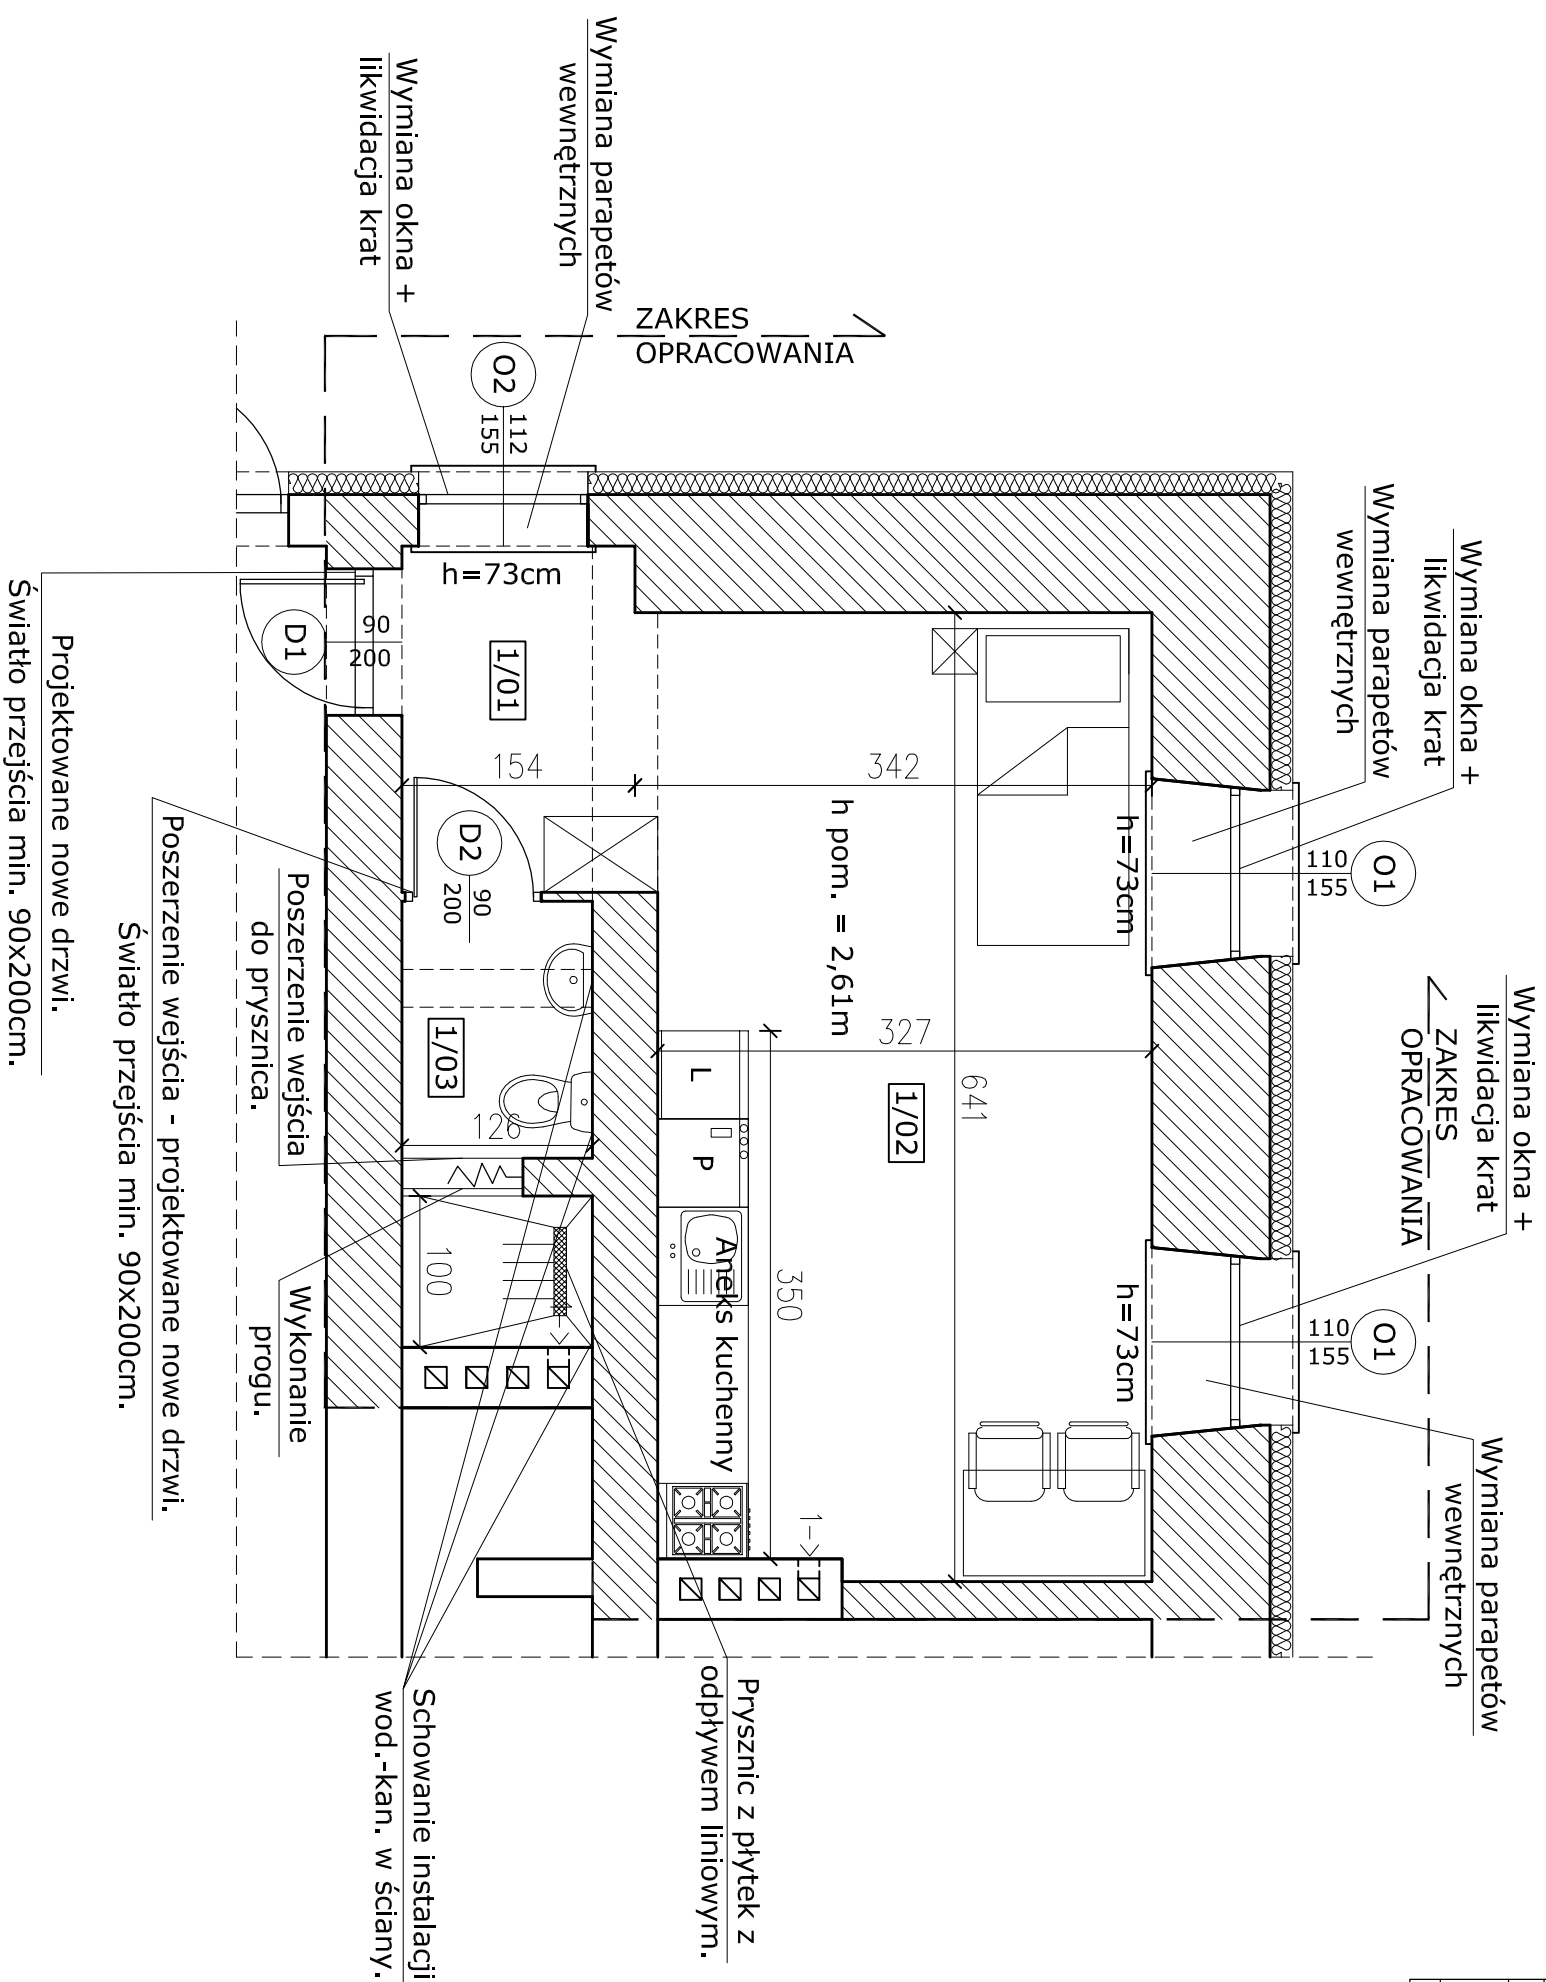 Wymiana parapetów
wewnętrznych
Wymiana okna +
likwidacja krat
ZAKRES
OPRACOWANIA
O2
112
155
h=73cm
Wymiana okna +
likwidacja krat
Wymiana parapetów
wewnętrznych
O1
110
155
h=73cm
Wymiana okna +
likwidacja krat
ZAKRES
OPRACOWANIA
O1
110
155
h=73cm
Wymiana parapetów
wewnętrznych
D1
90
200
1/01
154
342
h pom. = 2,61m
D2
90
200
327
641
1/02
1/03
126
L
P
Aneks kuchenny
350
100
1
1
Projektowane nowe drzwi.
Światło przejścia min. 90x200cm.
Poszerzenie wejścia - projektowane nowe drzwi.
Światło przejścia min. 90x200cm.
Poszerzenie wejścia
do prysznica.
Wykonanie
progu.
Schowanie instalacji
wod.-kan. w ściany.
Prysznic z płytek z
odpływem liniowym.